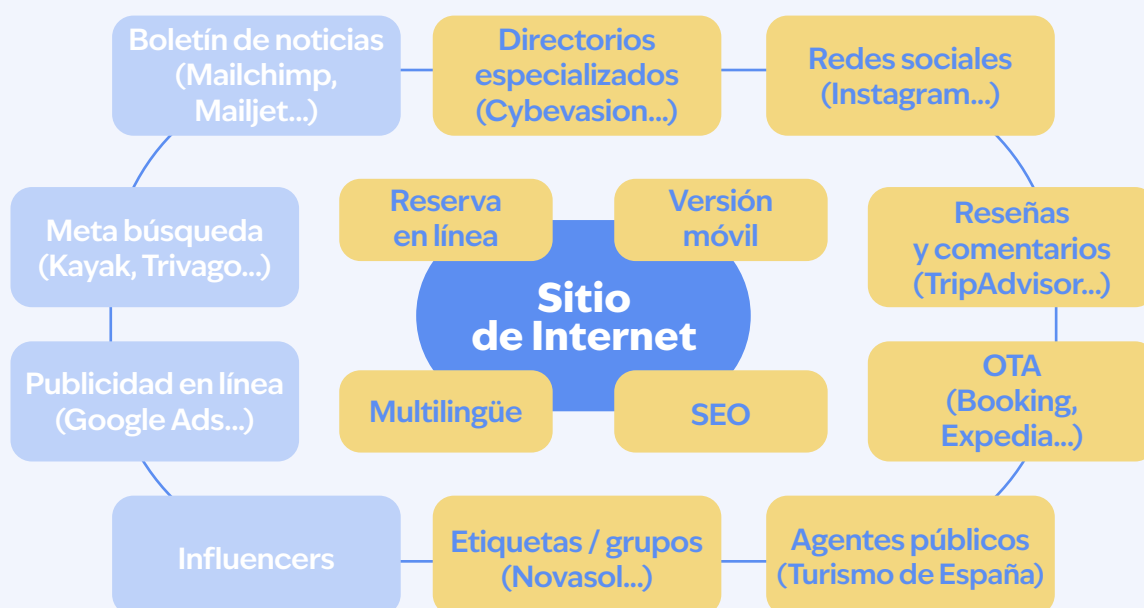 Boletín de noticias
(Mailchimp,
Mailjet...)
Directorios
especializados
(Cybevasion...)
Redes sociales
(Instagram...)
Meta búsqueda
(Kayak, Trivago...)
Reserva
en línea
Versión
móvil
Reseñas
y comentarios
(TripAdvisor...)
Sitio
de Internet
Publicidad en línea
(Google Ads...)
Multilingüe
SEO
OTA
(Booking,
Expedia...)
Influencers
Etiquetas / grupos
(Novasol...)
Agentes públicos
(Turismo de España)